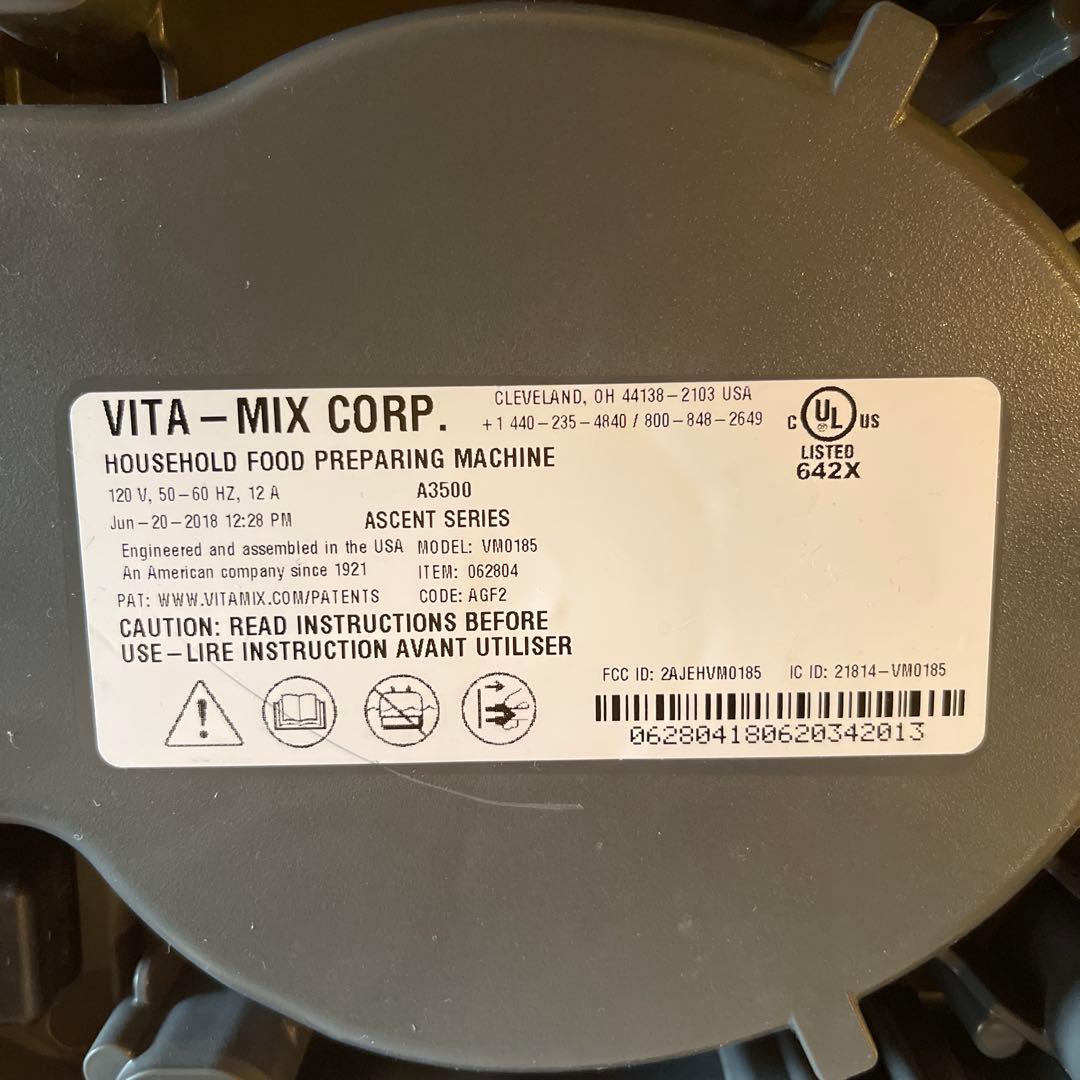 VITA-MIX CORP.
CLEVELAND, OH 44138-2103 USA
+1 440-235-4840 / 800-848-2649
C UL US
LISTED
642X
HOUSEHOLD FOOD PREPARING MACHINE
120 V, 50-60 HZ, 12 A
A3500
Jun-20-2018 12:28 PM
ASCENT SERIES
Engineered and assembled in the USA
MODEL: VM0185
An American company since 1921
ITEM: 062804
PAT: WWW.VITAMIX.COM/PATENTS
CODE: AGF2
CAUTION: READ INSTRUCTIONS BEFORE
USE-LIRE INSTRUCTION AVANT UTILISER
FCC ID: 2AJEHVM0185 IC ID: 21814-VM0185
062804180620342013